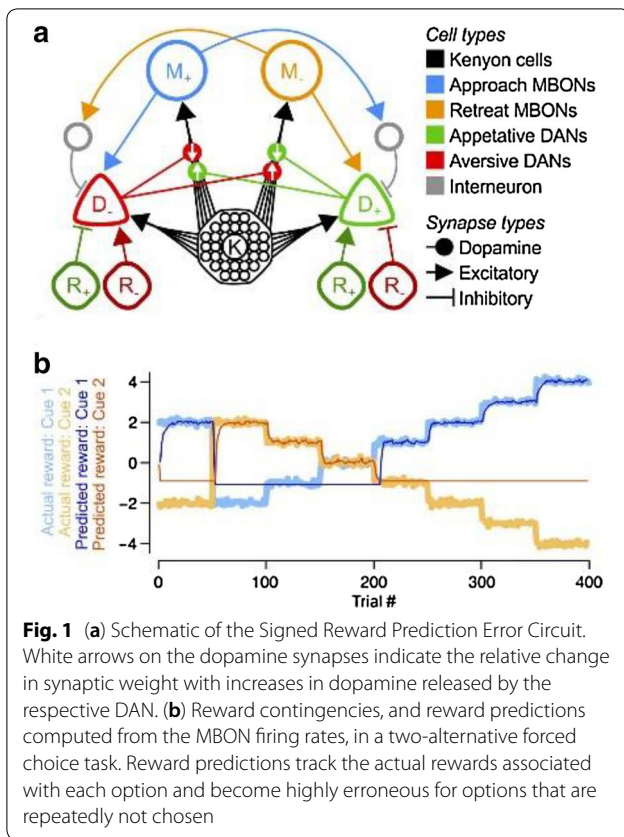 a
M+
M-
D-
D+
K
R+
R-
R+
R-
Cell types
Kenyon cells
Approach MBONs
Retreat MBONs
Appetative DANs
Aversive DANs
Interneuron
Synapse types
Dopamine
Excitatory
Inhibitory
b
Actual reward: Cue 1
Actual reward: Cue 2
Predicted reward: Cue 1
Predicted reward: Cue 2
4
2
0
-2
-4
0
100
200
300
400
Trial #
Fig. 1 (a) Schematic of the Signed Reward Prediction Error Circuit.
White arrows on the dopamine synapses indicate the relative change
in synaptic weight with increases in dopamine released by the
respective DAN. (b) Reward contingencies, and reward predictions
computed from the MBON firing rates, in a two-alternative forced
choice task. Reward predictions track the actual rewards associated
with each option and become highly erroneous for options that are
repeatedly not chosen